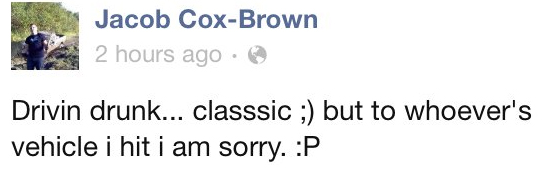 Jacob Cox-Brown
2 hours ago ·
Drivin drunk... classsic ;) but to whoever's
vehicle i hit i am sorry. :P